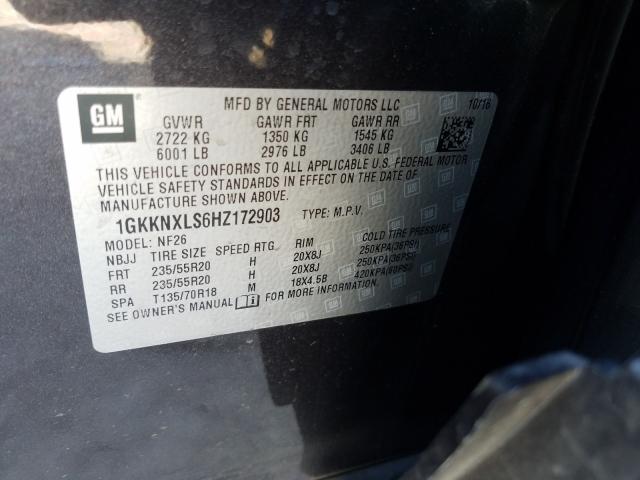 GM
MFD BY GENERAL MOTORS LLC 10/16
GVWR GAWR FRT GAWR RR
2722 KG 1350 KG 1545 KG
6001 LB 2976 LB 3406 LB
THIS VEHICLE CONFORMS TO ALL APPLICABLE U.S. FEDERAL MOTOR
VEHICLE SAFETY STANDARDS IN EFFECT ON THE DATE OF
MANUFACTURE SHOWN ABOVE.
1GKKNXLS6HZ172903 TYPE: M.P.V.
MODEL: NF26
NBJJ TIRE SIZE SPEED RTG RIM COLD TIRE PRESSURE
FRT 235/55R20 H 20X8J 250KPA(36PSI)
RR 235/55R20 H 20X8J 250KPA(36PSI)
SPA T135/70R18 M 18X4.5B 420KPA(60PSI)
SEE OWNER'S MANUAL FOR MORE INFORMATION.